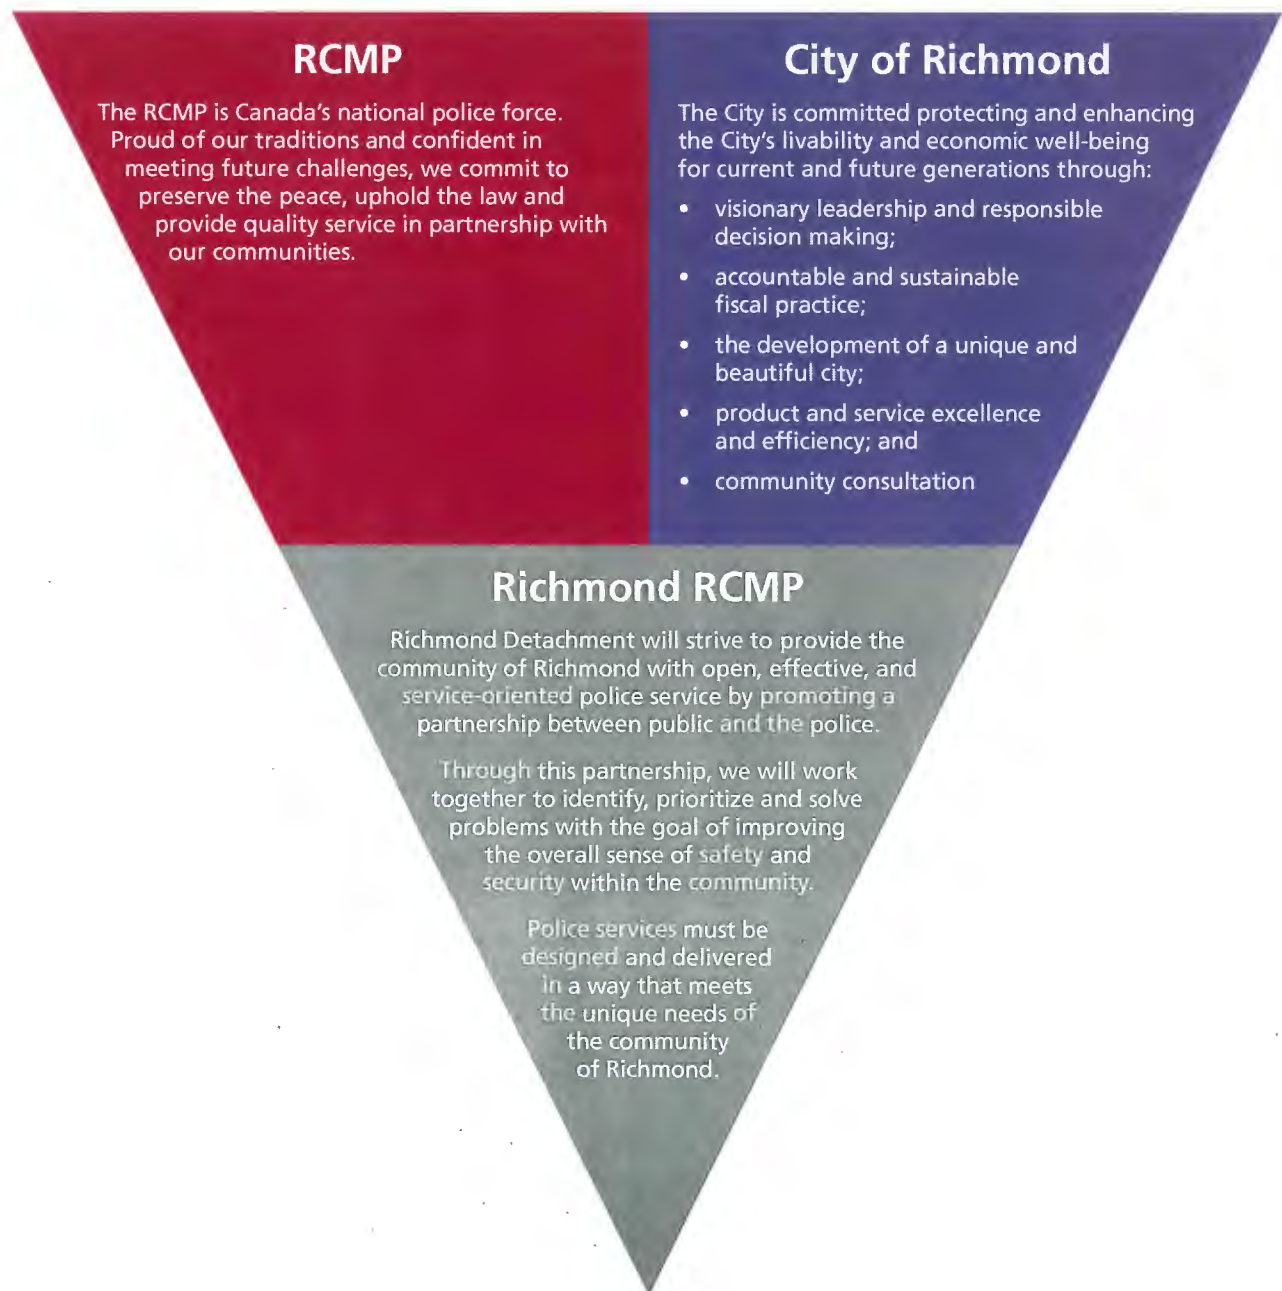 RCMP
The RCMP is Canada's national police force.
Proud of our traditions and confident in
meeting future challenges, we commit to
preserve the peace, uphold the law and
provide quality service in partnership with
our communities.
City of Richmond
The City is committed protecting and enhancing
the City's livability and economic well-being
for current and future generations through:
• visionary leadership and responsible
decision making;
• accountable and sustainable
fiscal practice;
• the development of a unique and
beautiful city;
• product and service excellence
and efficiency; and
• community consultation
Richmond RCMP
Richmond Detachment will strive to provide the
community of Richmond with open, effective, and
service-oriented police service by promoting a
partnership between public and the police.
Through this partnership, we will work
together to identify, prioritize and solve
problems with the goal of improving
the overall sense of safety and
security within the community.
Police services must be
designed and delivered
in a way that meets
the unique needs of
the community
of Richmond.